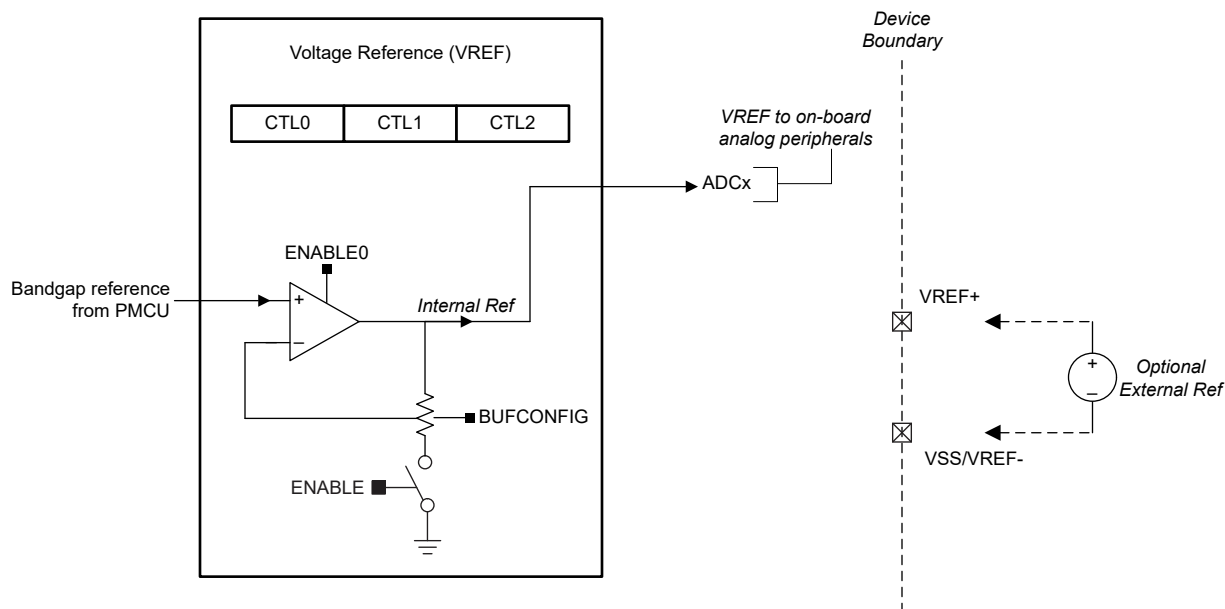 Device
Boundary
Voltage Reference (VREF)
CTL0 CTL1 CTL2
VREF to on-board
analog peripherals
ADCx
ENABLE0
Bandgap reference
from PMCU
+
−
Internal Ref
BUFCONFIG
ENABLE
VREF+
+
−
Optional
External Ref
VSS/VREF-